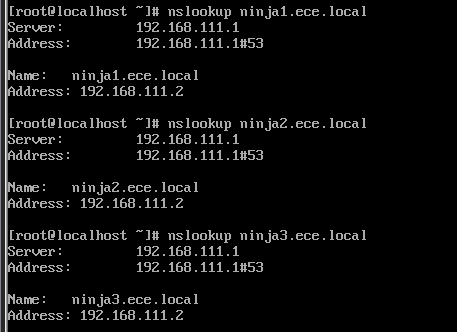 [root@localhost ~]# nslookup ninja1.ece.local
Server:         192.168.111.1
Address:        192.168.111.1#53

Name:   ninja1.ece.local
Address: 192.168.111.2

[root@localhost ~]# nslookup ninja2.ece.local
Server:         192.168.111.1
Address:        192.168.111.1#53

Name:   ninja2.ece.local
Address: 192.168.111.2

[root@localhost ~]# nslookup ninja3.ece.local
Server:         192.168.111.1
Address:        192.168.111.1#53

Name:   ninja3.ece.local
Address: 192.168.111.2